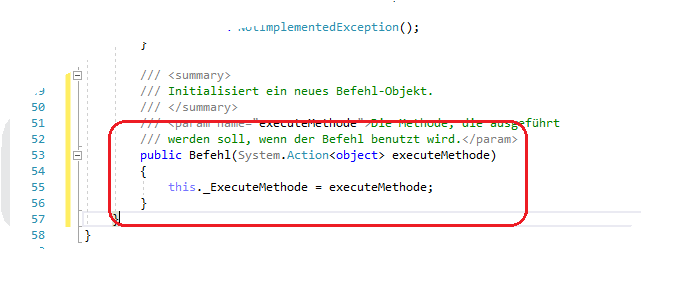 NotImplementedException();
}
/// <summary>
49 /// Initialisiert ein neues Befehl-Objekt.
50 /// </summary>
51 /// <param name="executeMethode">Die Methode, die ausgeführt
52 /// werden soll, wenn der Befehl benutzt wird.</param>
53 public Befehl(System.Action<object> executeMethode)
54 {
55 this._ExecuteMethode = executeMethode;
56 }
57 }
58 }